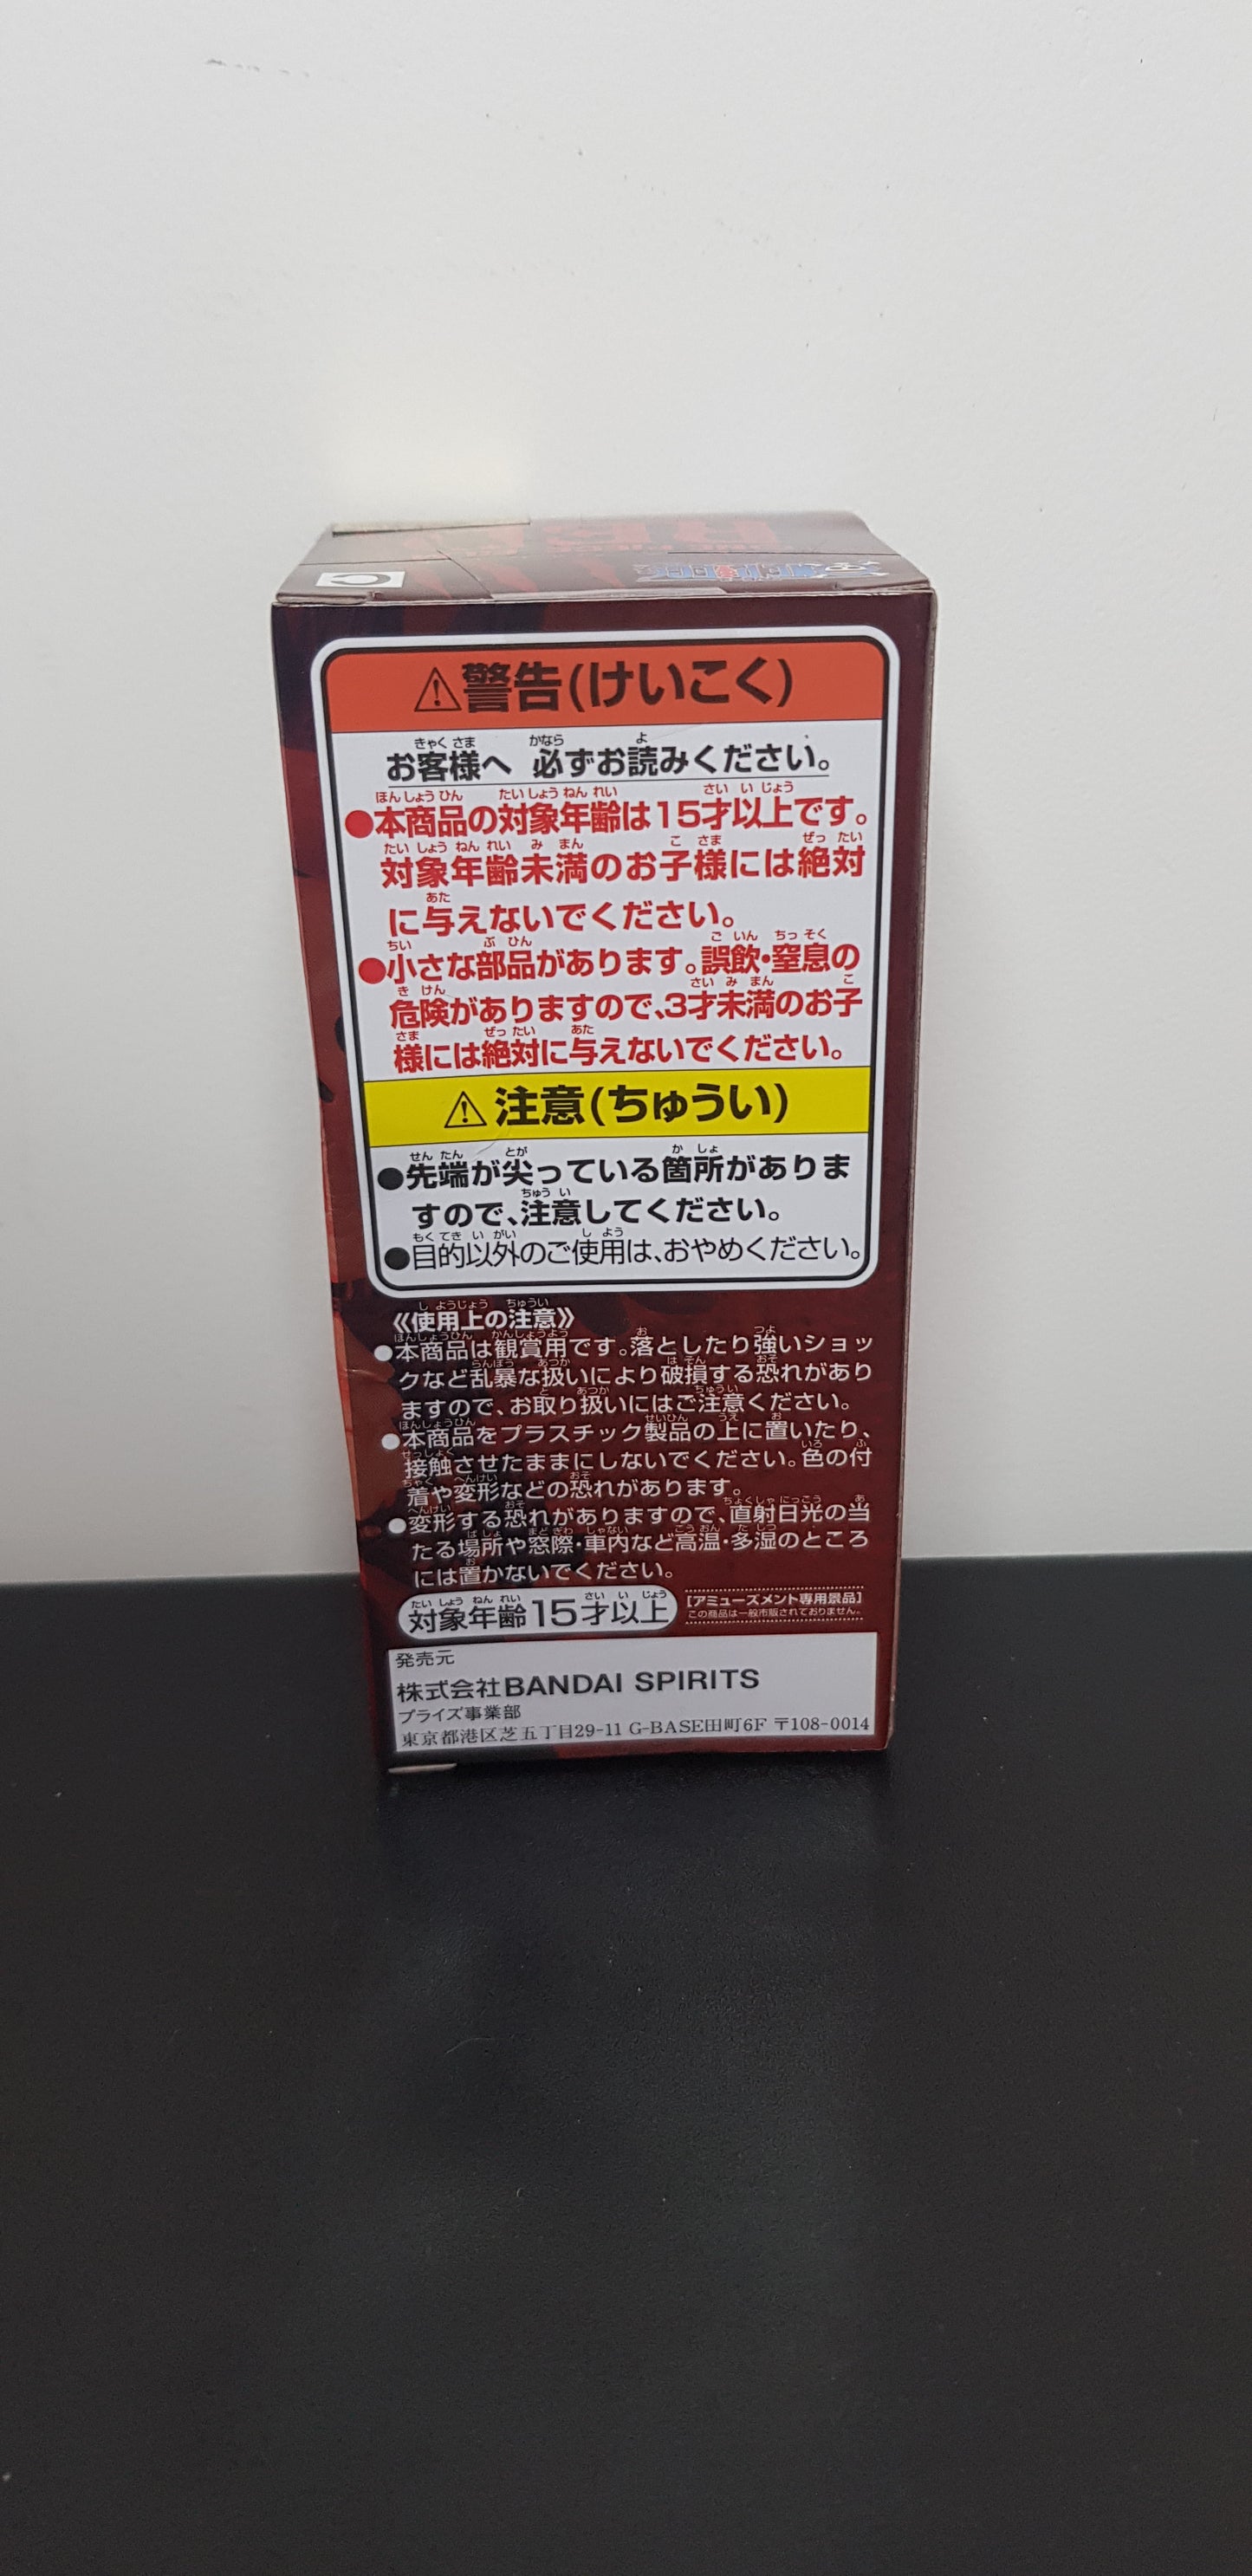 ⚠警告(けいこく)
お客様へ 必ずお読みください。
●本商品の対象年齢は15才以上です。
対象年齢未満のお子様には絶対
に与えないでください。
●小さな部品があります。誤飲・窒息の
危険がありますので、3才未満のお子
様には絶対に与えないでください。
⚠注意(ちゅうい)
●先端が尖っている箇所がありま
すので、注意してください。
●目的以外のご使用は、おやめください。
《使用上の注意》
●本商品は観賞用です。落としたり強いショッ
クなど乱暴な扱いにより破損する恐れがあり
ますので、お取り扱いにはご注意ください。
●本商品をプラスチック製品の上に置いたり、
接触させたままにしないでください。色の付
着や変形などの恐れがあります。
●変形する恐れがありますので、直射日光の当
たる場所や窓際・車内など高温・多湿のところ
には置かないでください。
対象年齢15才以上
[アミューズメント専用景品]
この商品は一般市販されておりません。
発売元
株式会社BANDAI SPIRITS
プライズ事業部
東京都港区芝五丁目29-11 G-BASE田町6F 〒108-0014